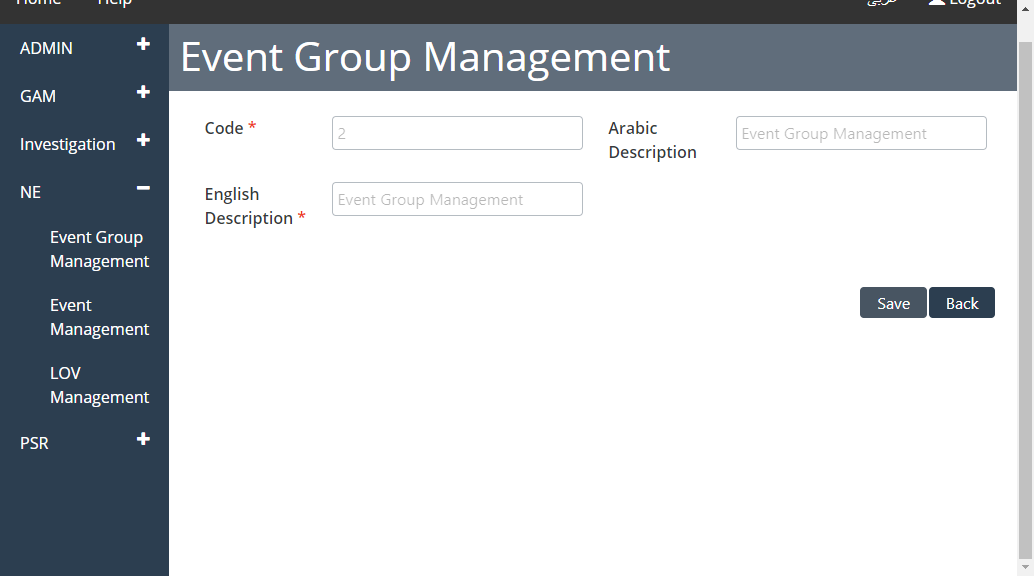 Home Help عربى Logout
ADMIN
GAM
Investigation
NE
Event Group
Management
Event
Management
LOV
Management
PSR
Event Group Management
Code *
2
Arabic
Description
Event Group Management
English
Description *
Event Group Management
Save Back